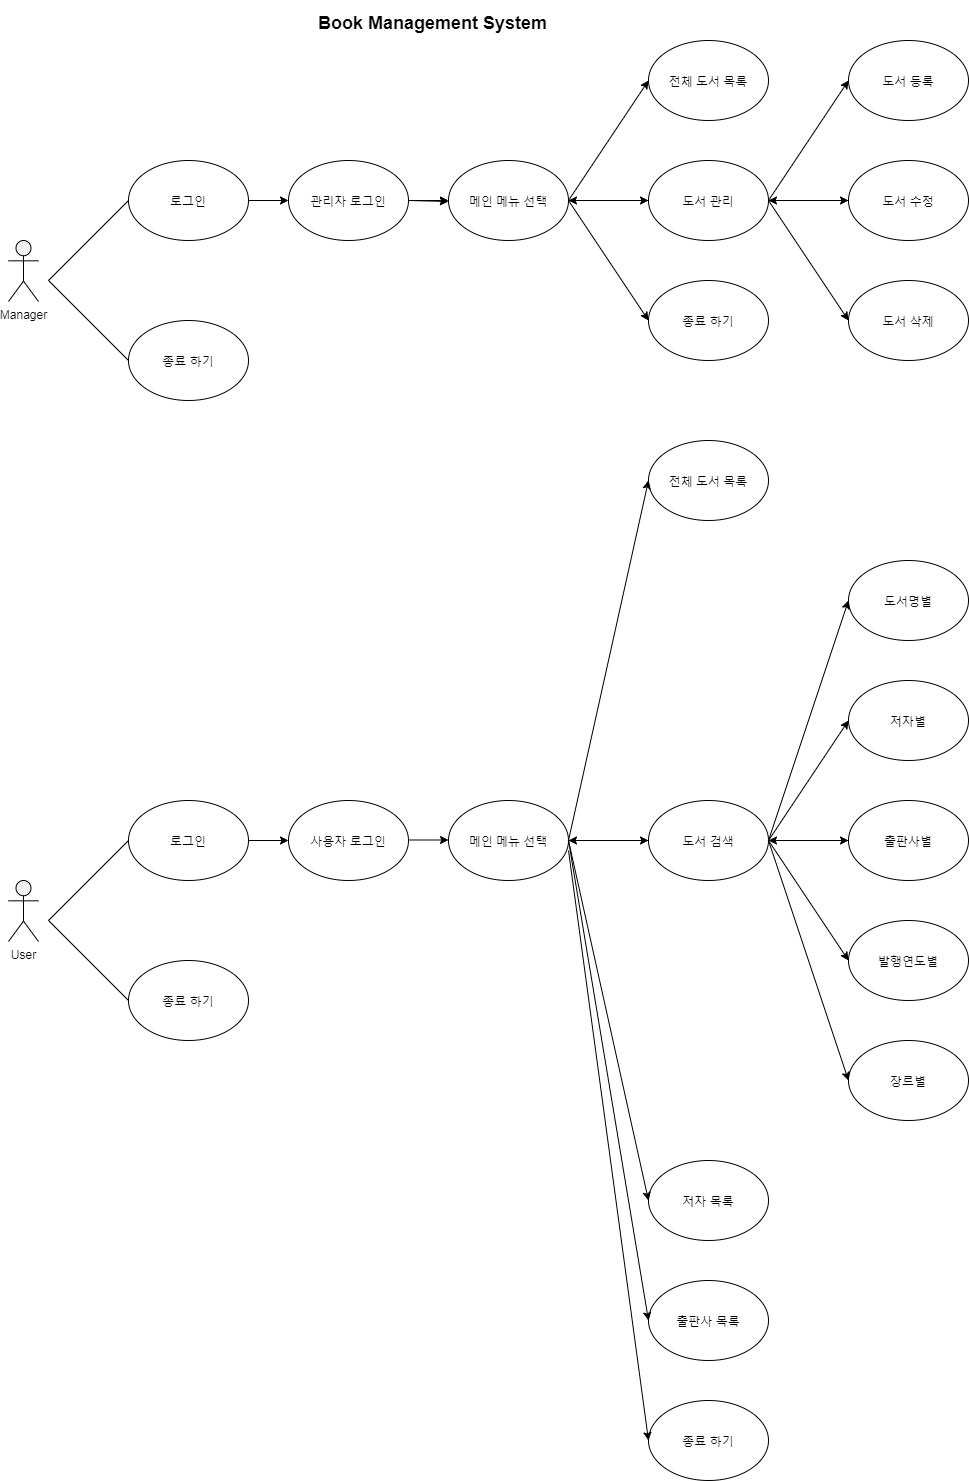 Book Management System
전체 도서 목록
도서 등록
로그인
관리자 로그인
메인 메뉴 선택
도서 관리
도서 수정
Manager
종료 하기
도서 삭제
종료 하기
전체 도서 목록
도서명별
저자별
로그인
사용자 로그인
메인 메뉴 선택
도서 검색
출판사별
User
발행연도별
종료 하기
장르별
저자 목록
출판사 목록
종료 하기